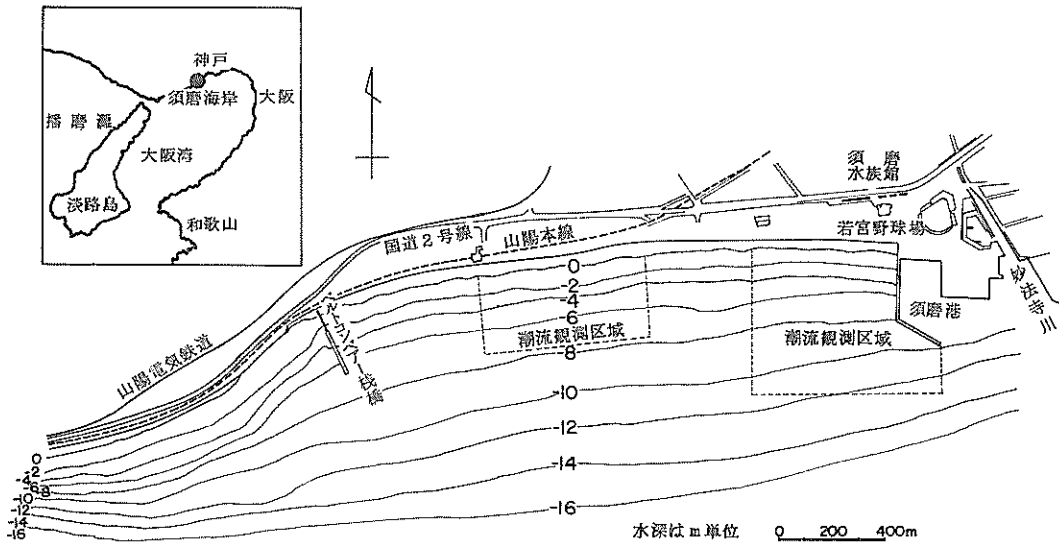 神戸
須磨海岸
大阪
播磨灘
大阪湾
淡路島
和歌山
須磨
水族館
国道2号線
山陽本線
若宮野球場
妙法寺川
須磨港
山陽電気鉄道
ベルトコンベアー桟橋
潮流観測区域
潮流観測区域
0
-2
-4
-6
-8
-10
-12
-14
-16
0
-2
-4
-6
-8
-10
-12
-14
-16
水深はm単位
0 200 400m